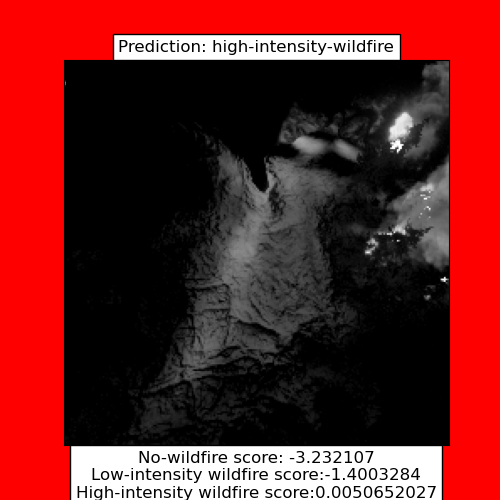 Prediction: high-intensity-wildfire
No-wildfire score: -3.232107
Low-intensity wildfire score:-1.4003284
High-intensity wildfire score:0.0050652027